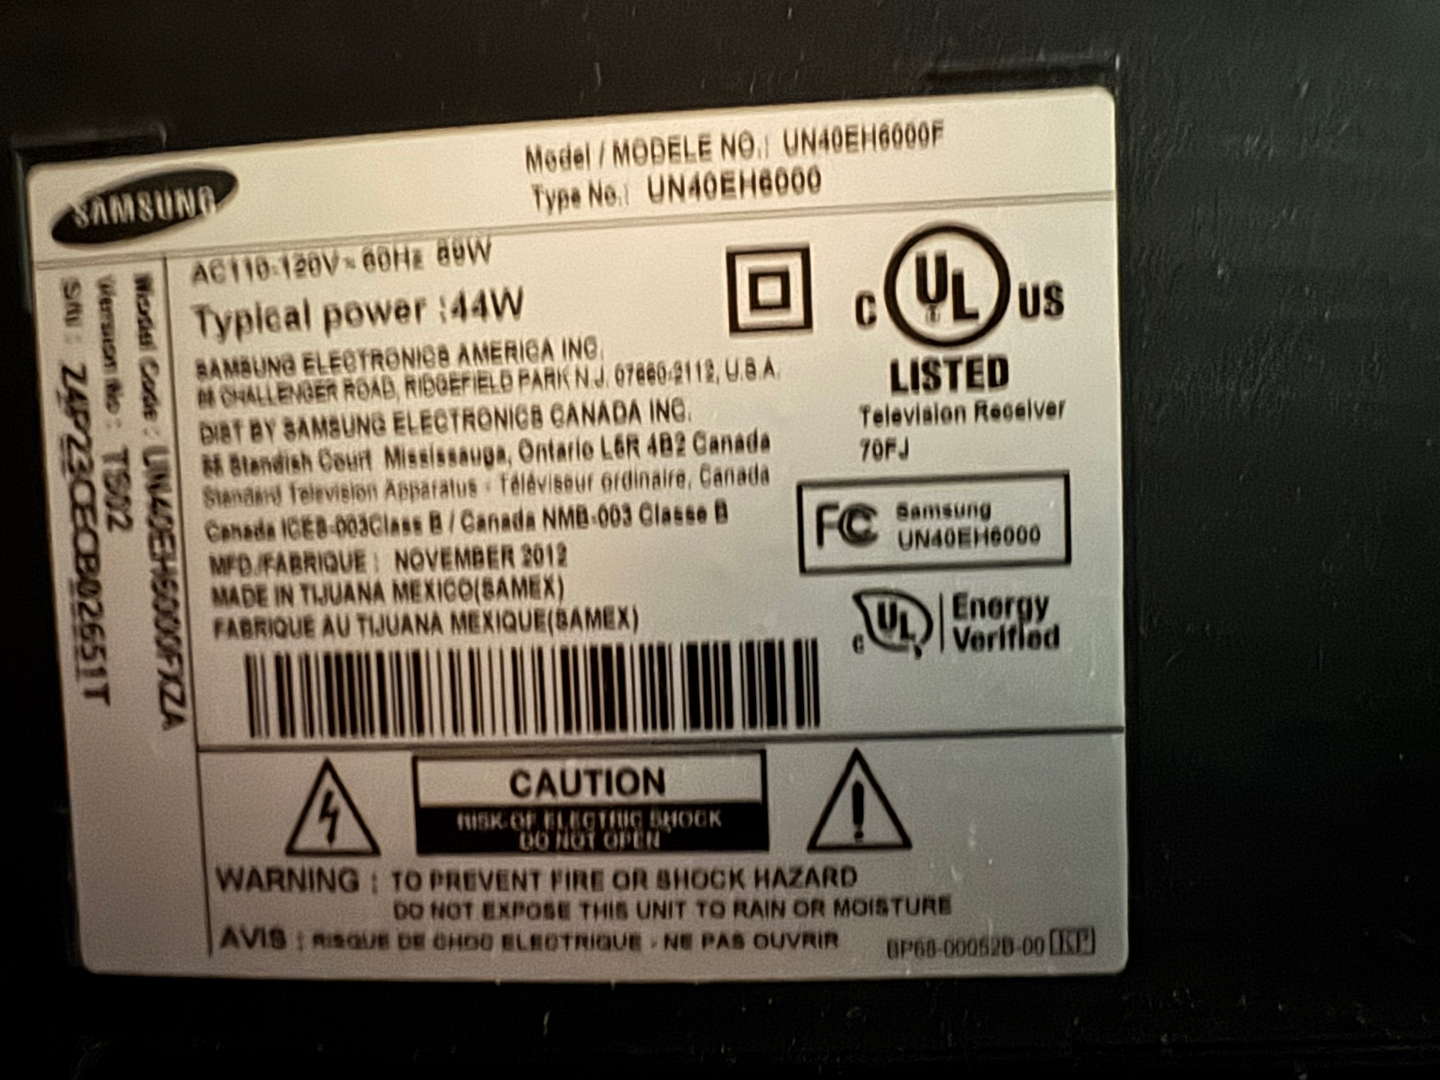 SAMSUNG
Model / MODELE NO. : UN40EH6000F
Type No. : UN40EH6000
AC110-120V~ 60Hz 89W
Typical power :44W
SAMSUNG ELECTRONICS AMERICA INC.
CHALLENGER ROAD, RIDGEFIELD PARK N.J. 07660-2112, U.S.A.
DIST BY SAMSUNG ELECTRONICS CANADA INC.
55 Standish Court Mississauga, Ontario L5R 4B2 Canada
Standard Television Apparatus - Téléviseur ordinaire, Canada
Canada ICES-003Class B / Canada NMB-003 Classe B
MFD./FABRIQUE : NOVEMBER 2012
MADE IN TIJUANA MEXICO(SAMEX)
FABRIQUE AU TIJUANA MEXIQUE(SAMEX)
C UL US
LISTED
Television Receiver
70FJ
FC Samsung
UN40EH6000
c UL Energy
Verified
Model Code : UN40EH6000FXZA
Version No : TS02
S/N :
CAUTION
RISK OF ELECTRIC SHOCK
DO NOT OPEN
WARNING : TO PREVENT FIRE OR SHOCK HAZARD
DO NOT EXPOSE THIS UNIT TO RAIN OR MOISTURE
AVIS : RISQUE DE CHOC ELECTRIQUE - NE PAS OUVRIR
KP